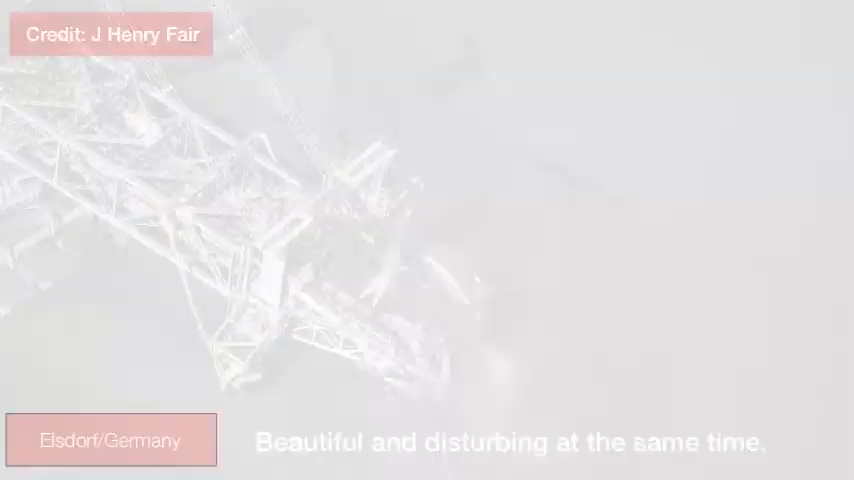 Credit: J Henry Fair
Elsdorf/Germany
Beautiful and disturbing at the same time.